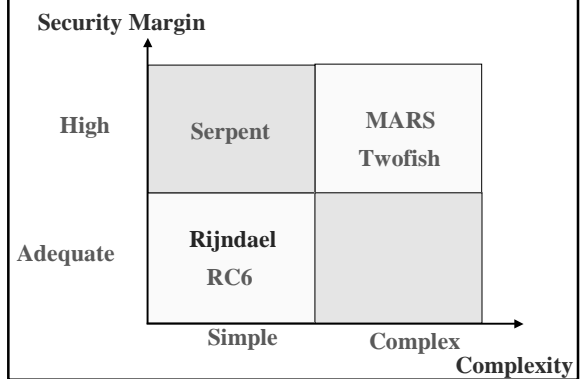 Security Margin
High
Serpent
MARS
Twofish
Adequate
Rijndael
RC6
Simple
Complex
Complexity